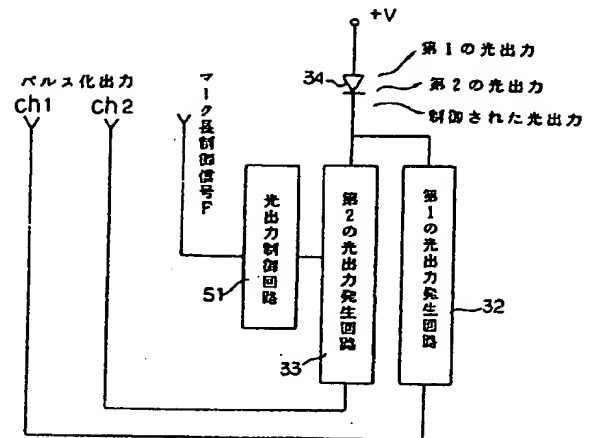 +V
第1の光出力
34
第2の光出力
制御された光出力
パルス化出力
ch1
ch2
マーク長制御信号F
光出力制御回路
51
第2の光出力発生回路
33
第1の光出力発生回路
32